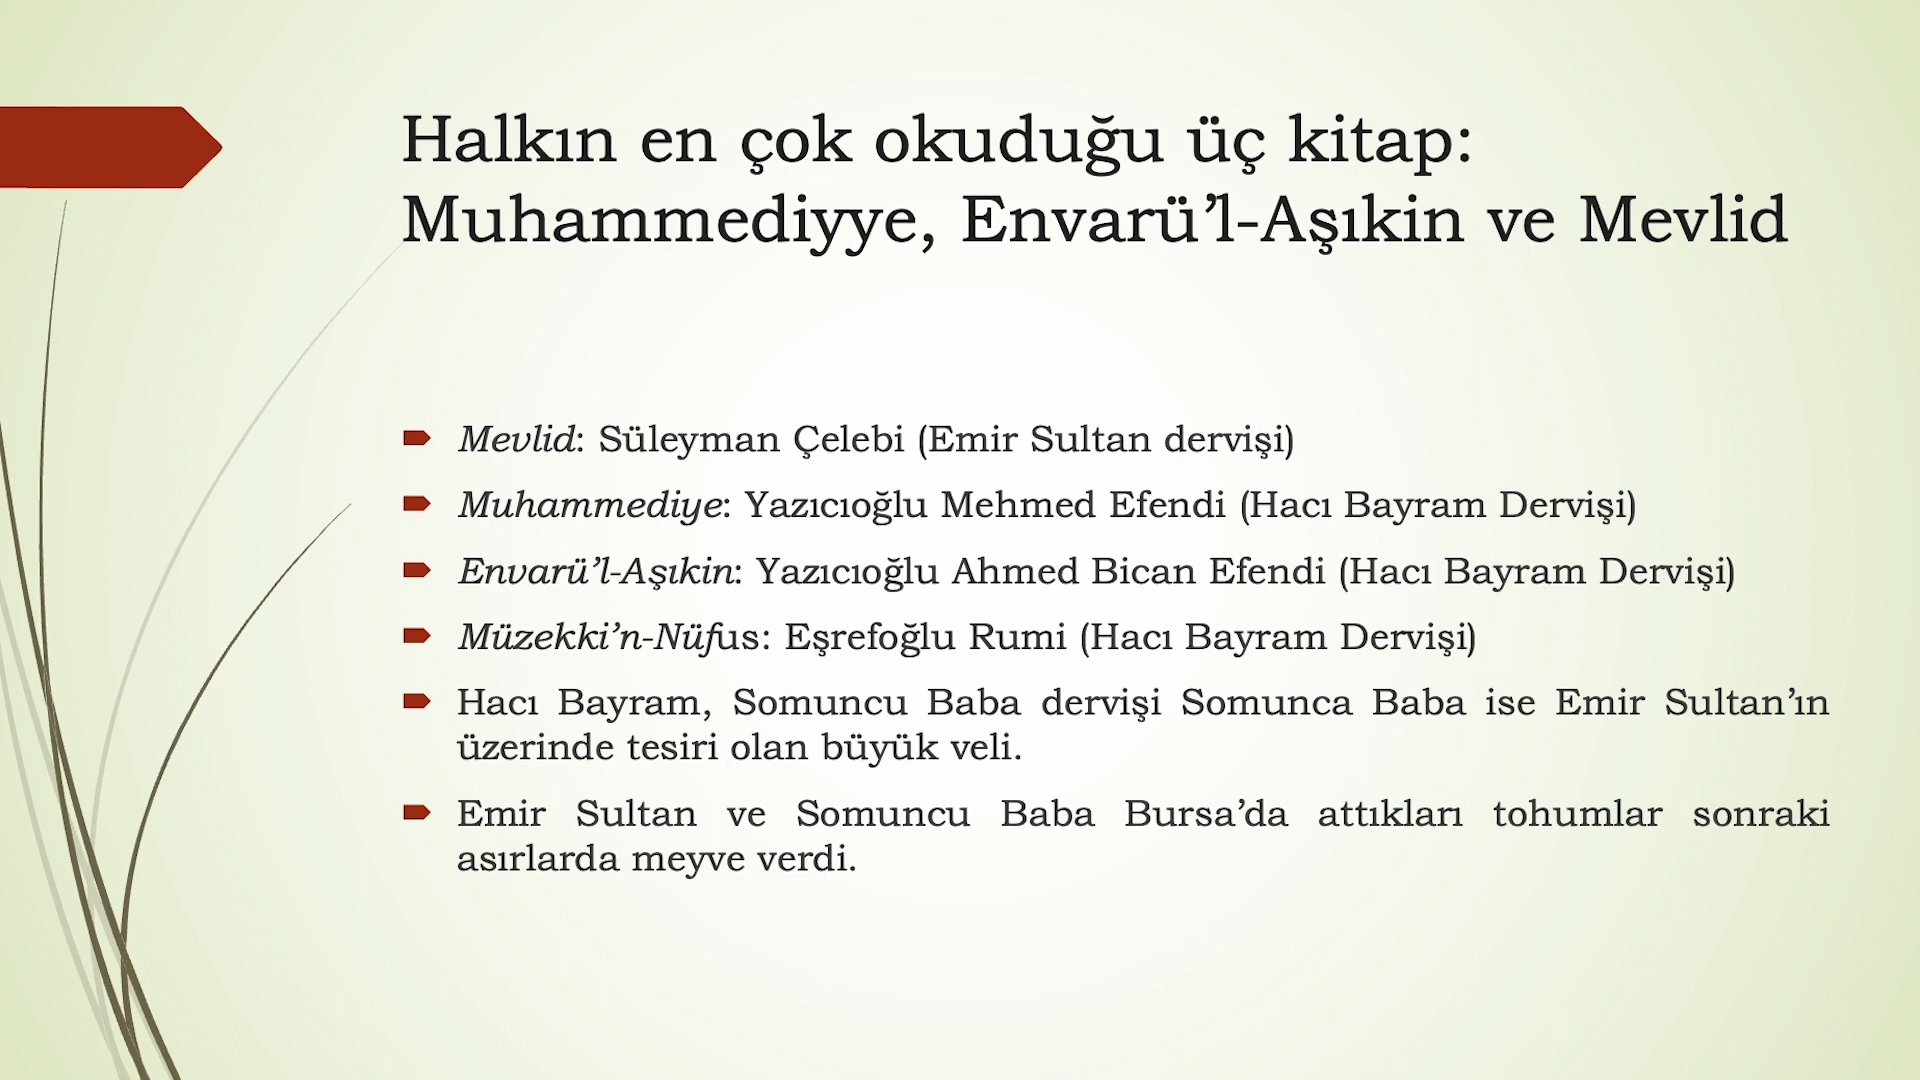 Halkın en çok okuduğu üç kitap:
Muhammediyye, Envarü’l-Aşıkin ve Mevlid
Mevlid: Süleyman Çelebi (Emir Sultan dervişi)
Muhammediye: Yazıcıoğlu Mehmed Efendi (Hacı Bayram Dervişi)
Envarü’l-Aşıkin: Yazıcıoğlu Ahmed Bican Efendi (Hacı Bayram Dervişi)
Müzekki’n-Nüfus: Eşrefoğlu Rumi (Hacı Bayram Dervişi)
Hacı Bayram, Somuncu Baba dervişi Somunca Baba ise Emir Sultan’ın
üzerinde tesiri olan büyük veli.
Emir Sultan ve Somuncu Baba Bursa’da attıkları tohumlar sonraki
asırlarda meyve verdi.